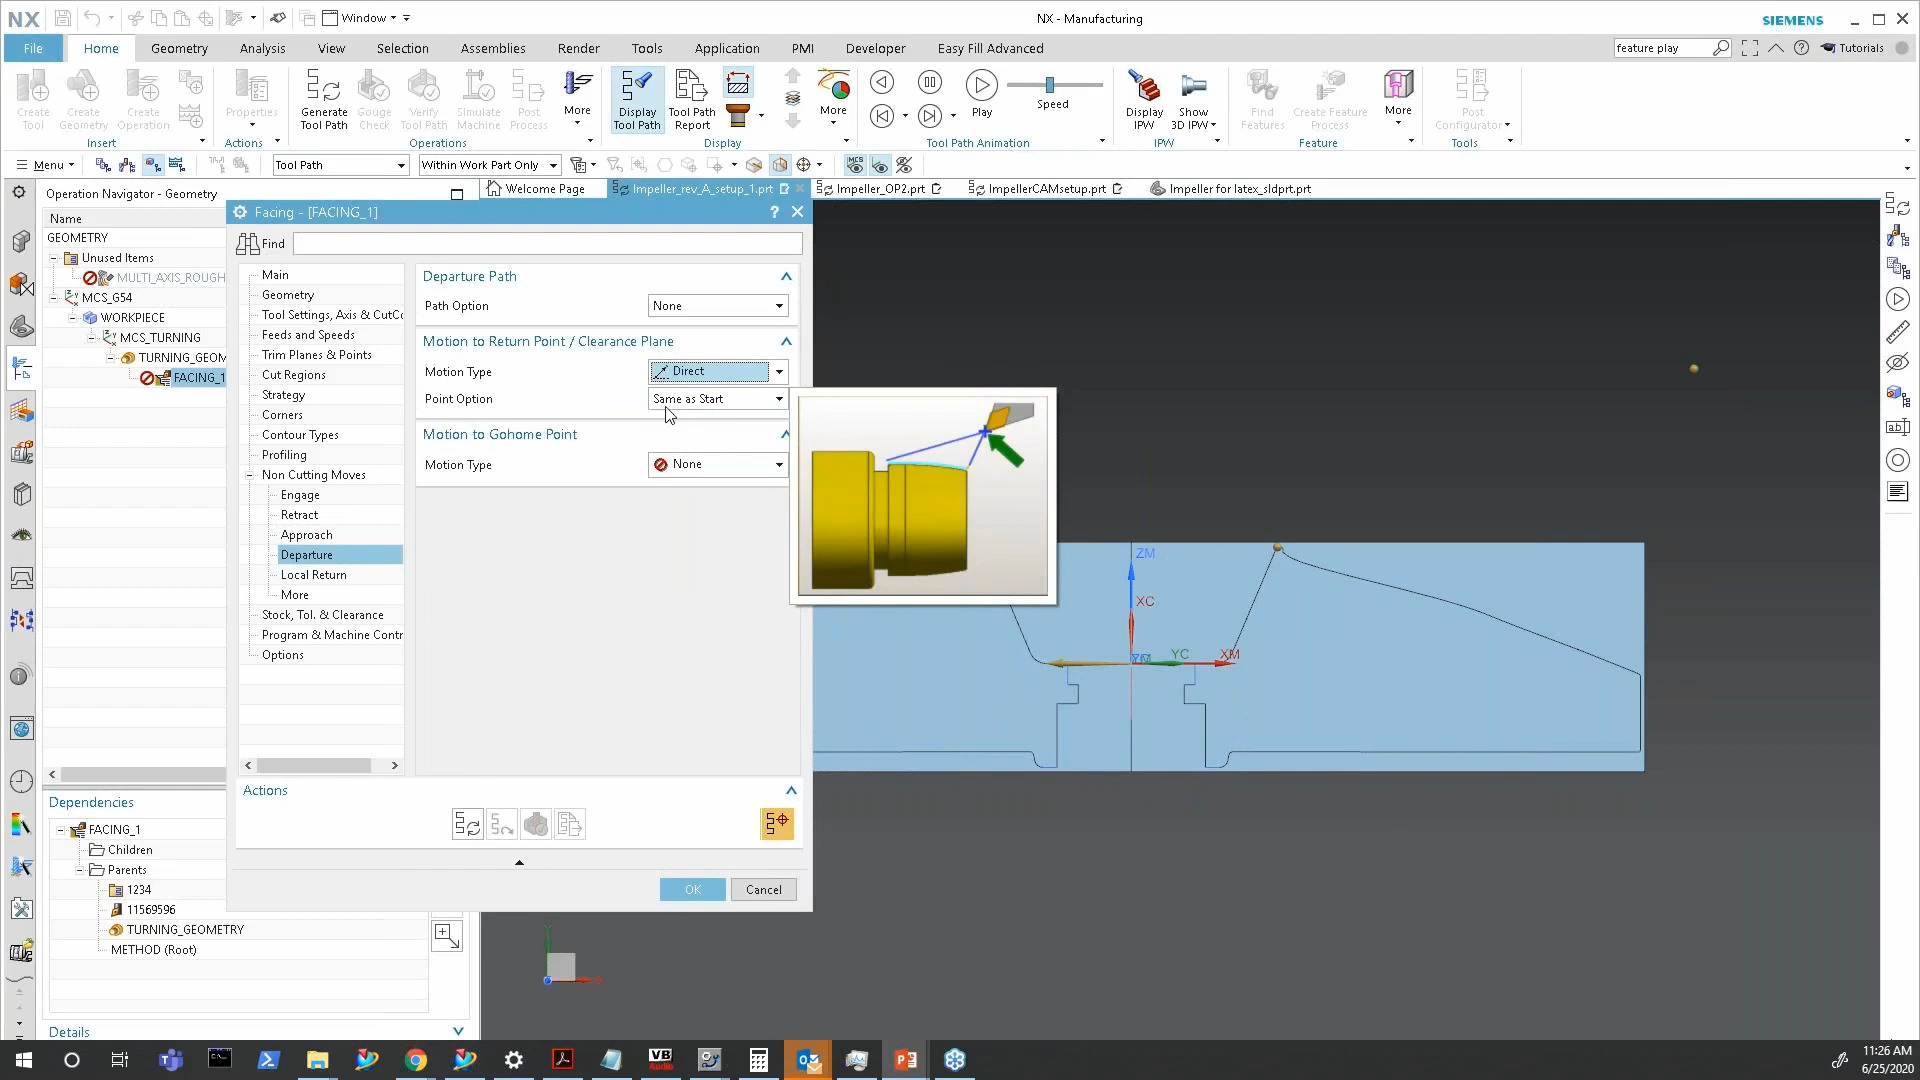 NX
Window
NX - Manufacturing
SIEMENS
File
Home
Geometry
Analysis
View
Selection
Assemblies
Render
Tools
Application
PMI
Developer
Easy Fill Advanced
feature play
Tutorials
Create Tool
Create Geometry
Create Operation
Properties
Generate Tool Path
Gouge Check
Verify Tool Path
Simulate Machine
Post Process
More
Display Tool Path
Tool Path Report
More
Play
Speed
Display IPW
Show 3D IPW
Find Features
Create Feature Process
More
Post Configurator
Insert
Actions
Operations
Display
Tool Path Animation
IPW
Feature
Tools
Menu
Tool Path
Within Work Part Only
MCS
Operation Navigator - Geometry
Welcome Page
Impeller_rev_A_setup_1.prt
Impeller_OP2.prt
ImpellerCAMsetup.prt
Impeller for latex_sldprt.prt
Name
GEOMETRY
Unused Items
MULTI_AXIS_ROUGH
MCS_G54
WORKPIECE
MCS_TURNING
TURNING_GEOM
FACING_1
Facing - [FACING_1]
Find
Main
Geometry
Tool Settings, Axis & CutCo
Feeds and Speeds
Trim Planes & Points
Cut Regions
Strategy
Corners
Contour Types
Profiling
Non Cutting Moves
Engage
Retract
Approach
Departure
Local Return
More
Stock, Tol. & Clearance
Program & Machine Contr
Options
Departure Path
Path Option
None
Motion to Return Point / Clearance Plane
Motion Type
Direct
Point Option
Same as Start
Motion to Gohome Point
Motion Type
None
Actions
OK
Cancel
ZM
XC
YC
XM
Dependencies
FACING_1
Children
Parents
1234
11569596
TURNING_GEOMETRY
METHOD (Root)
Details
VB
Audio
11:26 AM
6/25/2020